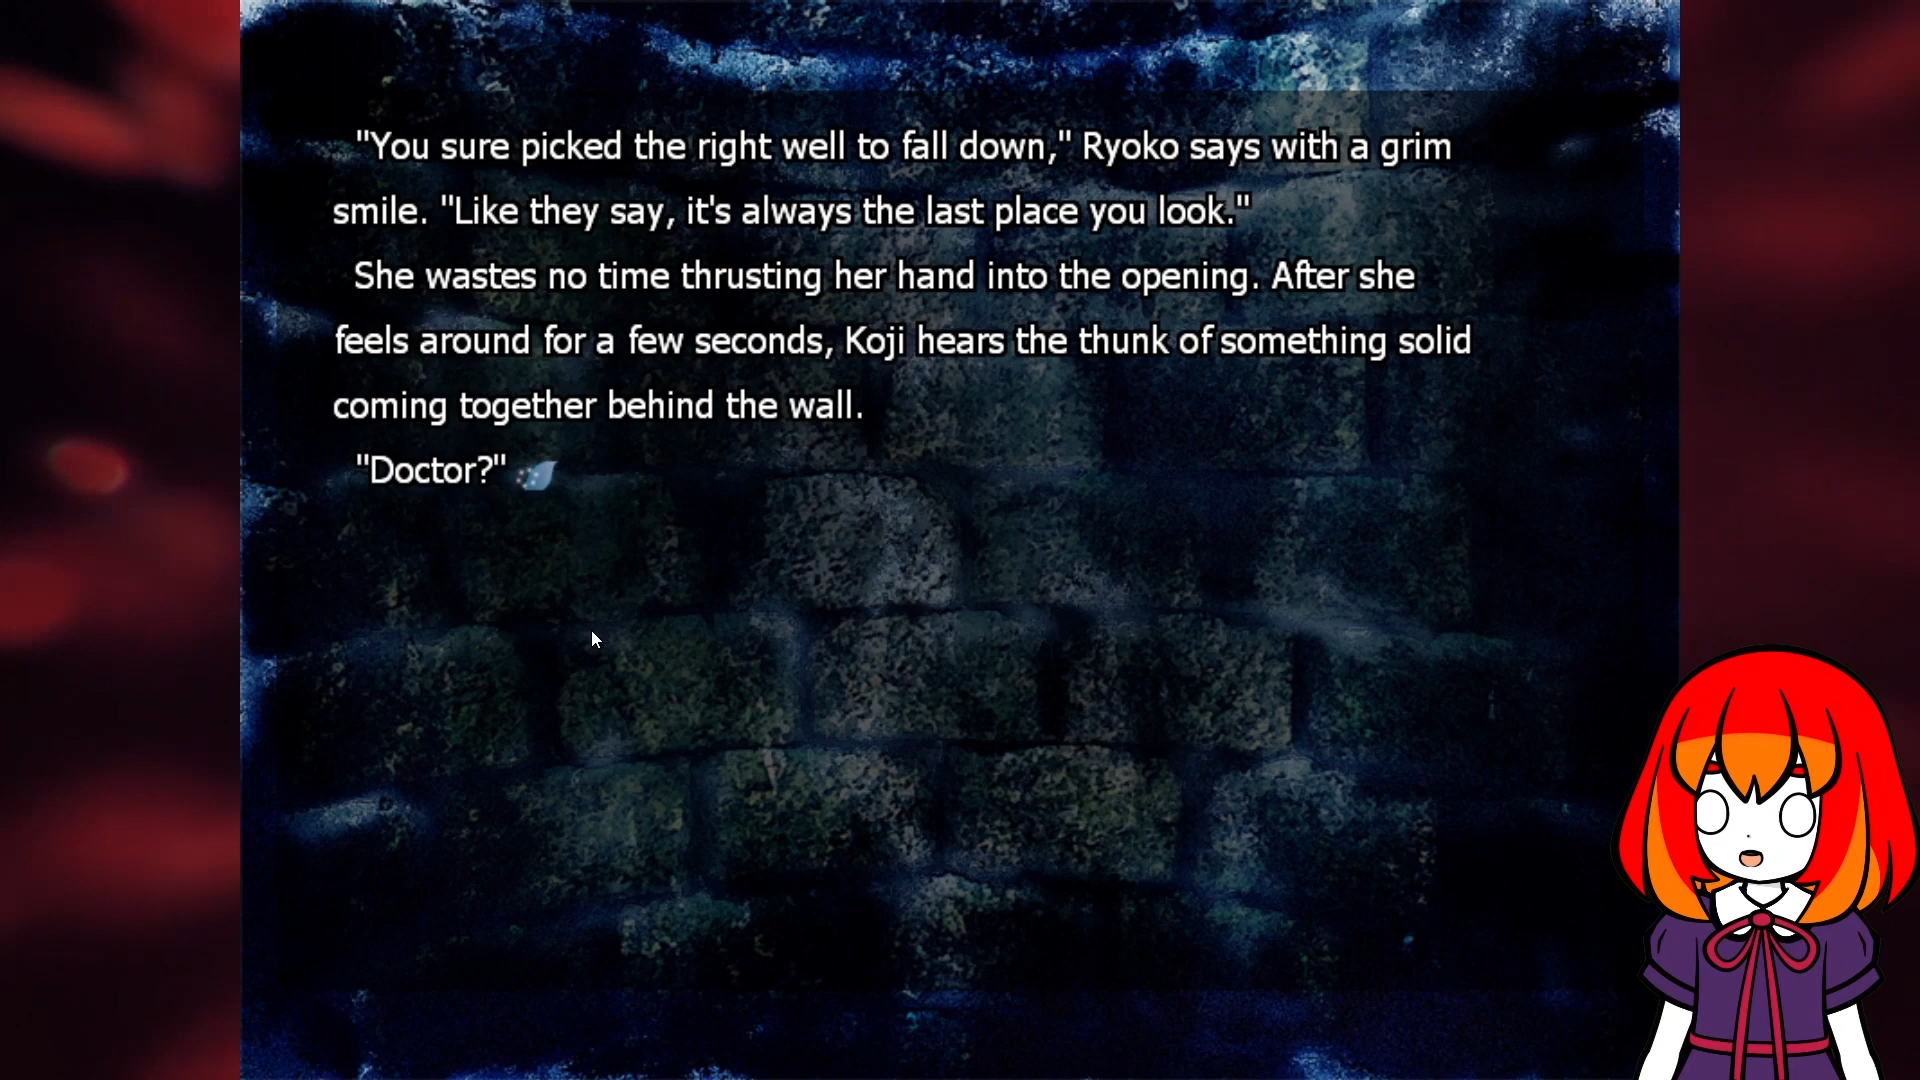 "You sure picked the right well to fall down," Ryoko says with a grim
smile. "Like they say, it's always the last place you look."
She wastes no time thrusting her hand into the opening. After she
feels around for a few seconds, Koji hears the thunk of something solid
coming together behind the wall.
"Doctor?"